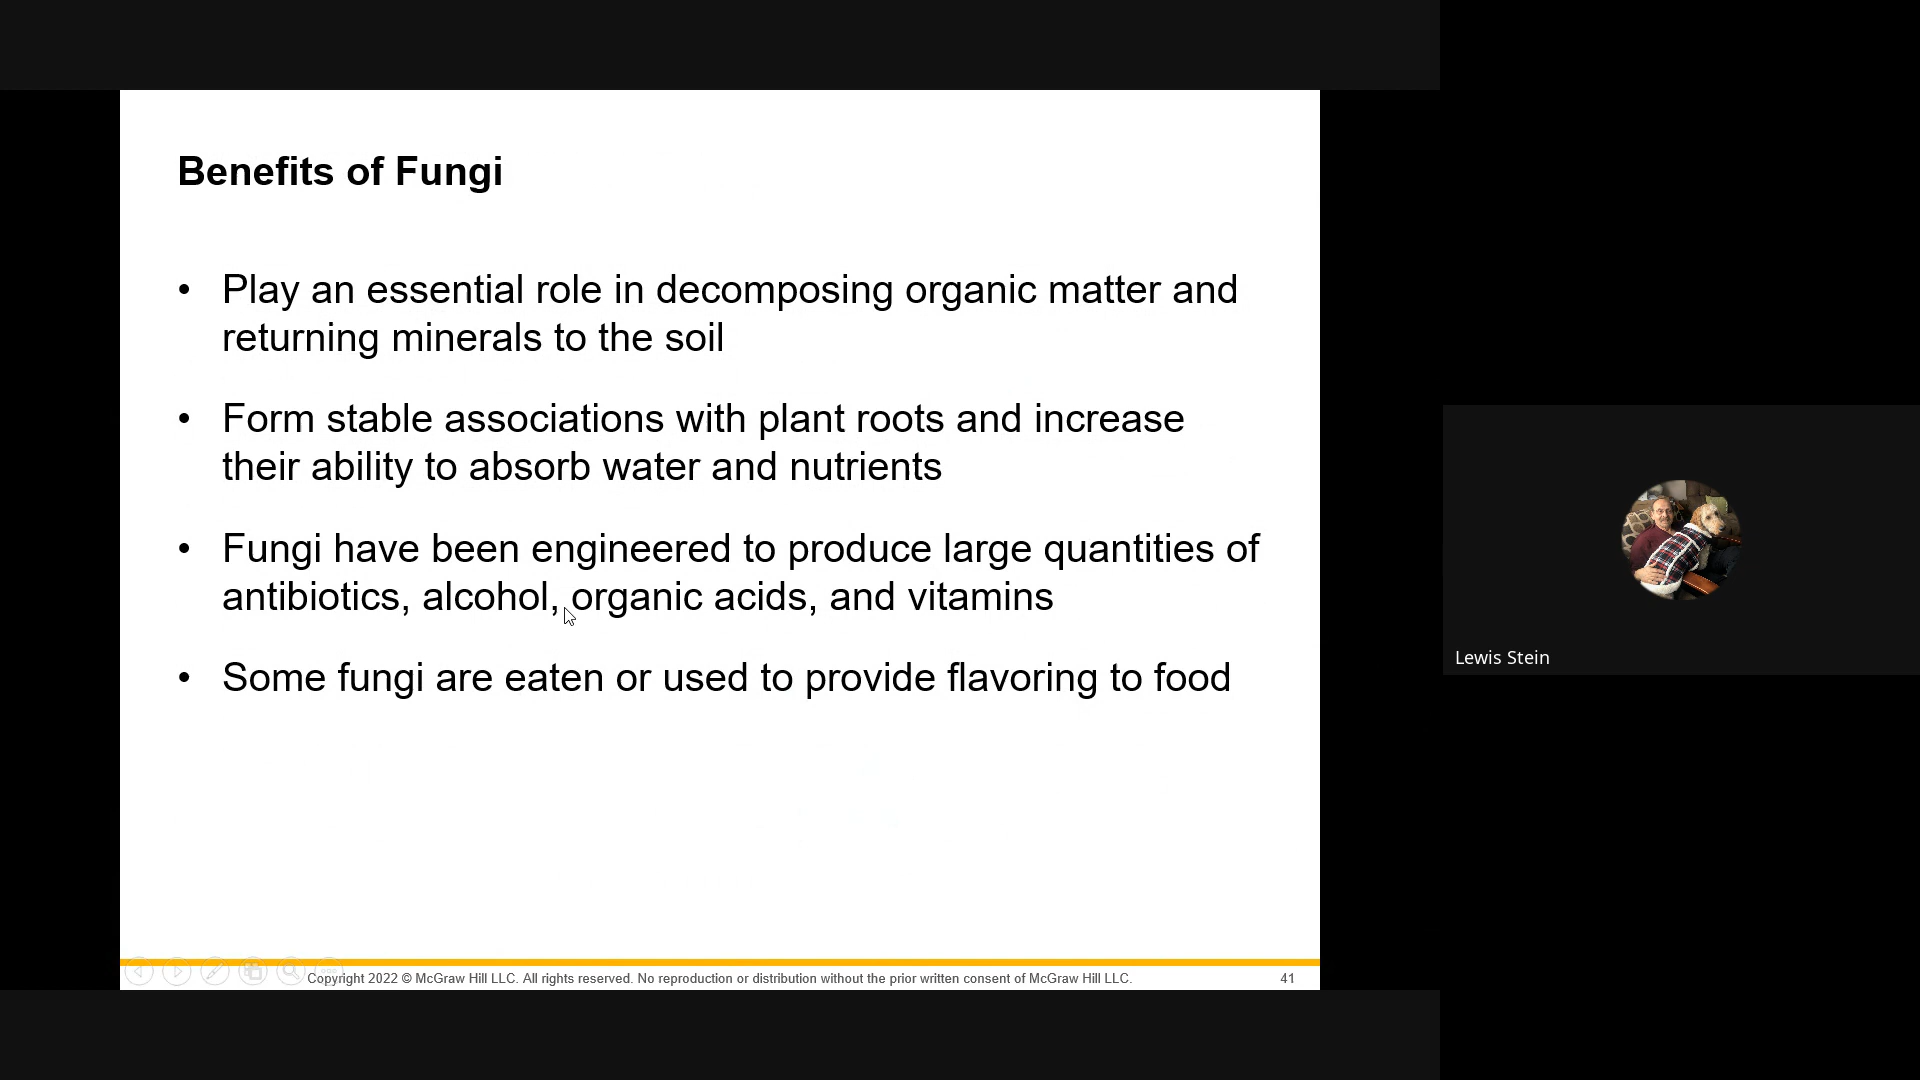 Benefits of Fungi
• Play an essential role in decomposing organic matter and
returning minerals to the soil
• Form stable associations with plant roots and increase
their ability to absorb water and nutrients
• Fungi have been engineered to produce large quantities of
antibiotics, alcohol, organic acids, and vitamins
• Some fungi are eaten or used to provide flavoring to food
Copyright 2022 © McGraw Hill LLC. All rights reserved. No reproduction or distribution without the prior written consent of McGraw Hill LLC.
41
Lewis Stein